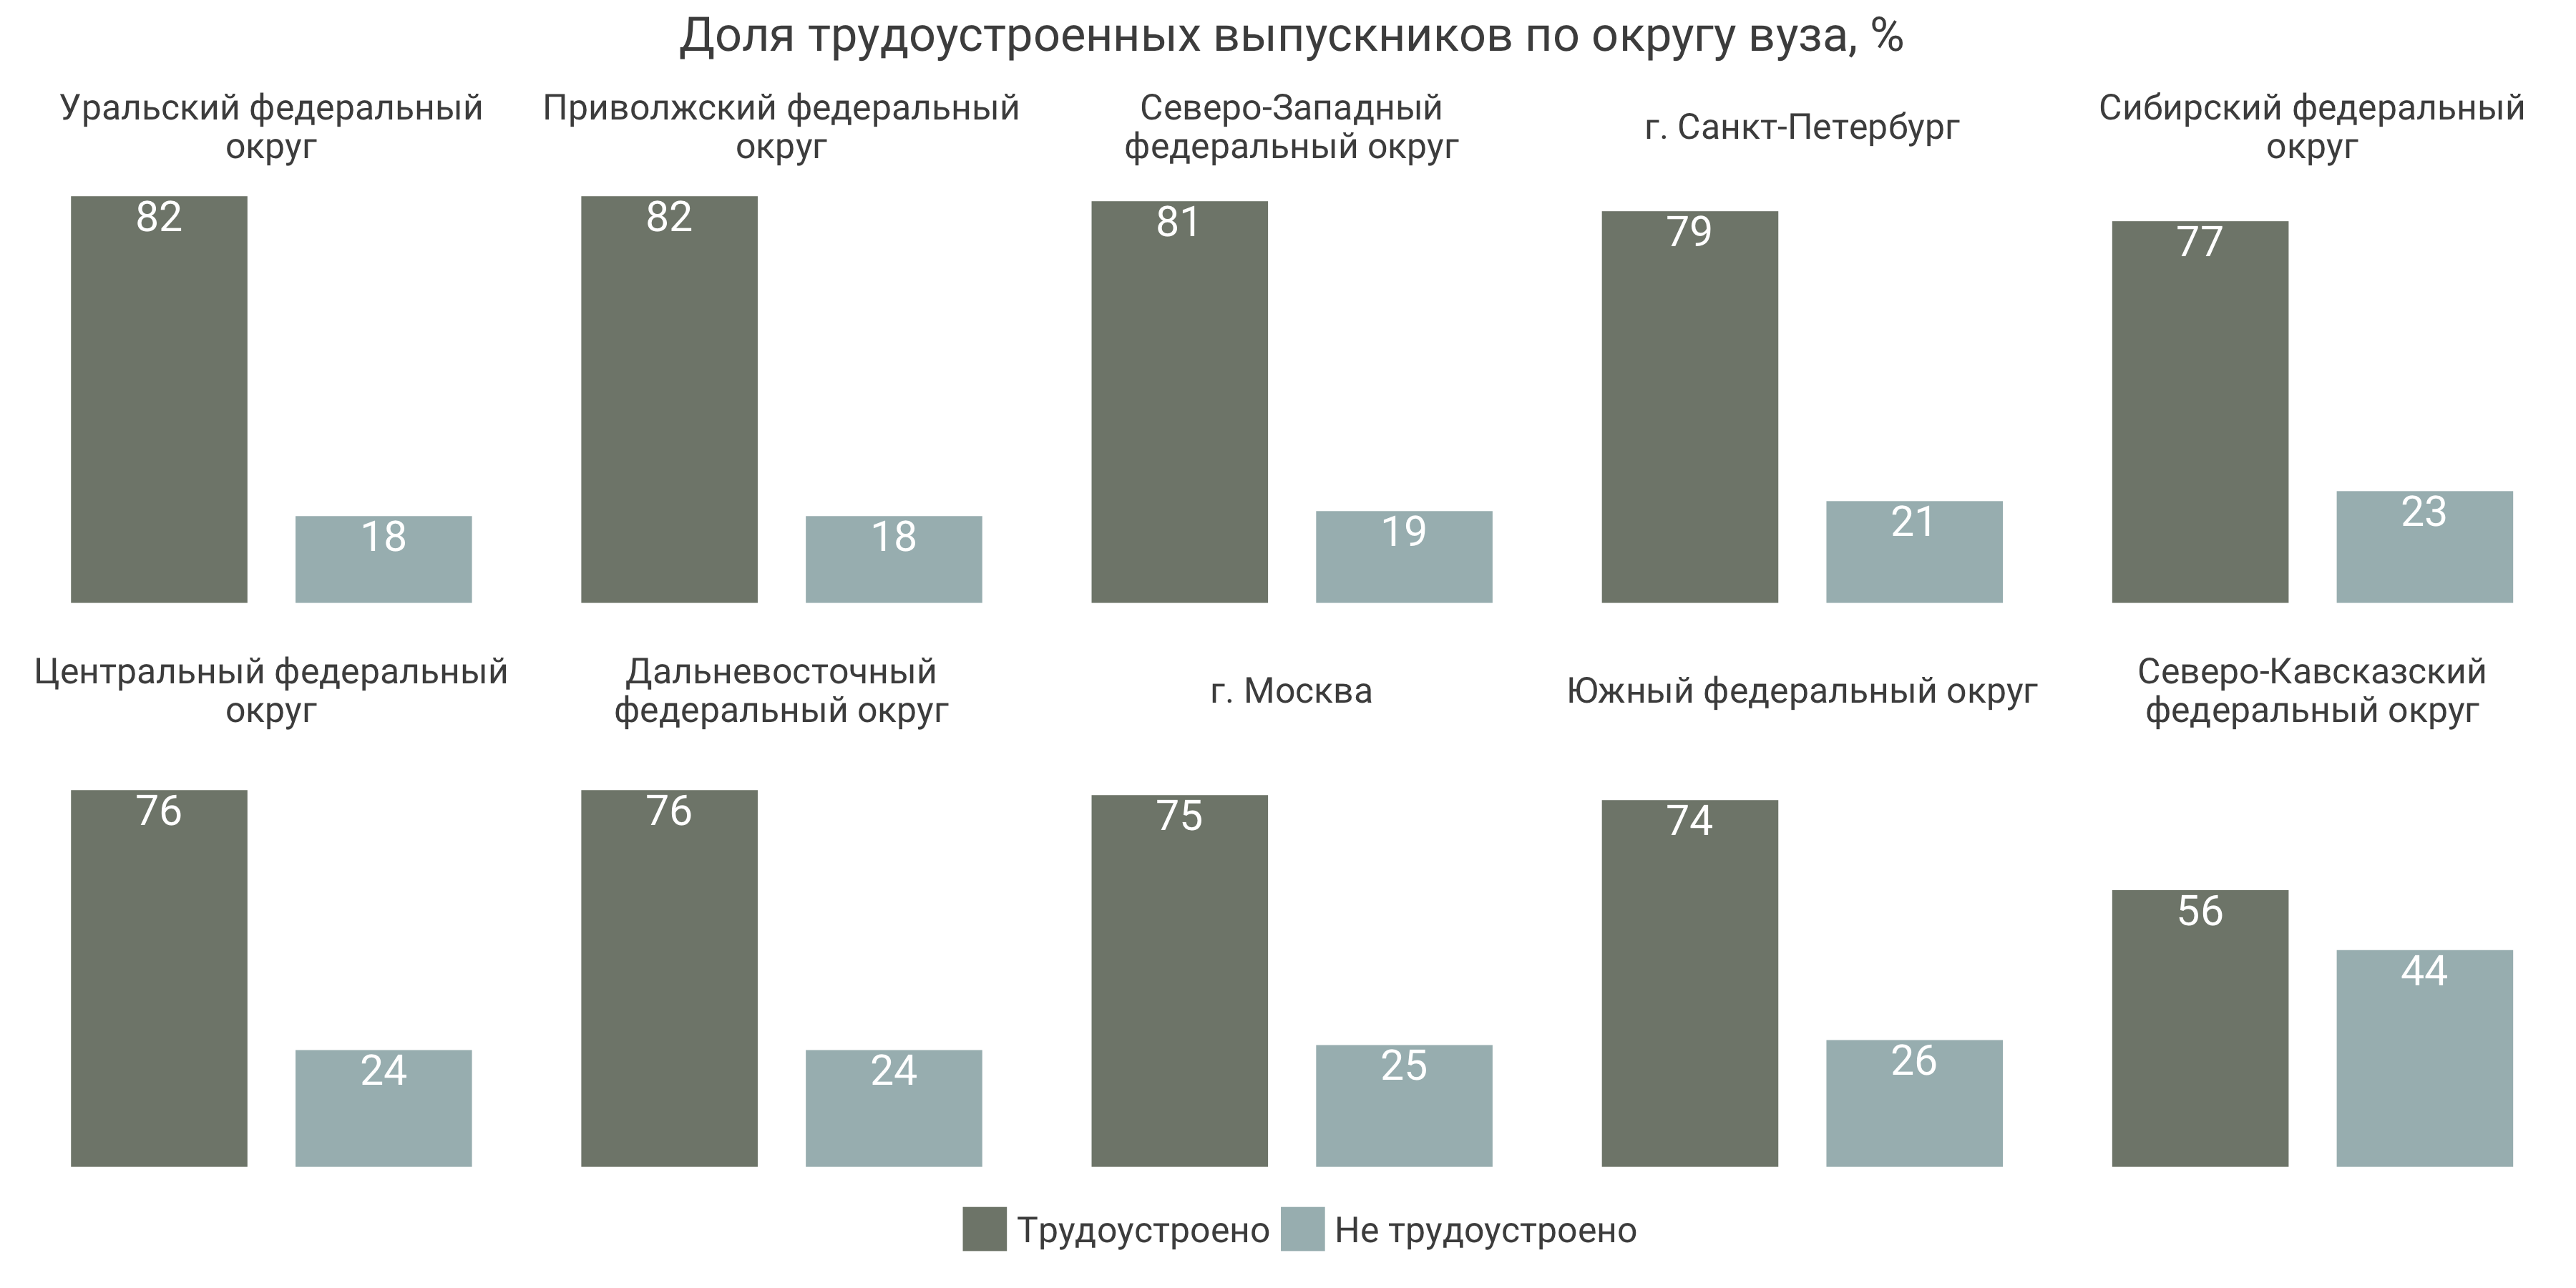 Доля трудоустроенных выпускников по округу вуза, %
Уральский федеральный
округ
82
18
Приволжский федеральный
округ
82
18
Северо-Западный
федеральный округ
81
19
г. Санкт-Петербург
79
21
Сибирский федеральный
округ
77
23
Центральный федеральный
округ
76
24
Дальневосточный
федеральный округ
76
24
г. Москва
75
25
Южный федеральный округ
74
26
Северо-Кавсказский
федеральный округ
56
44
Трудоустроено
Не трудоустроено